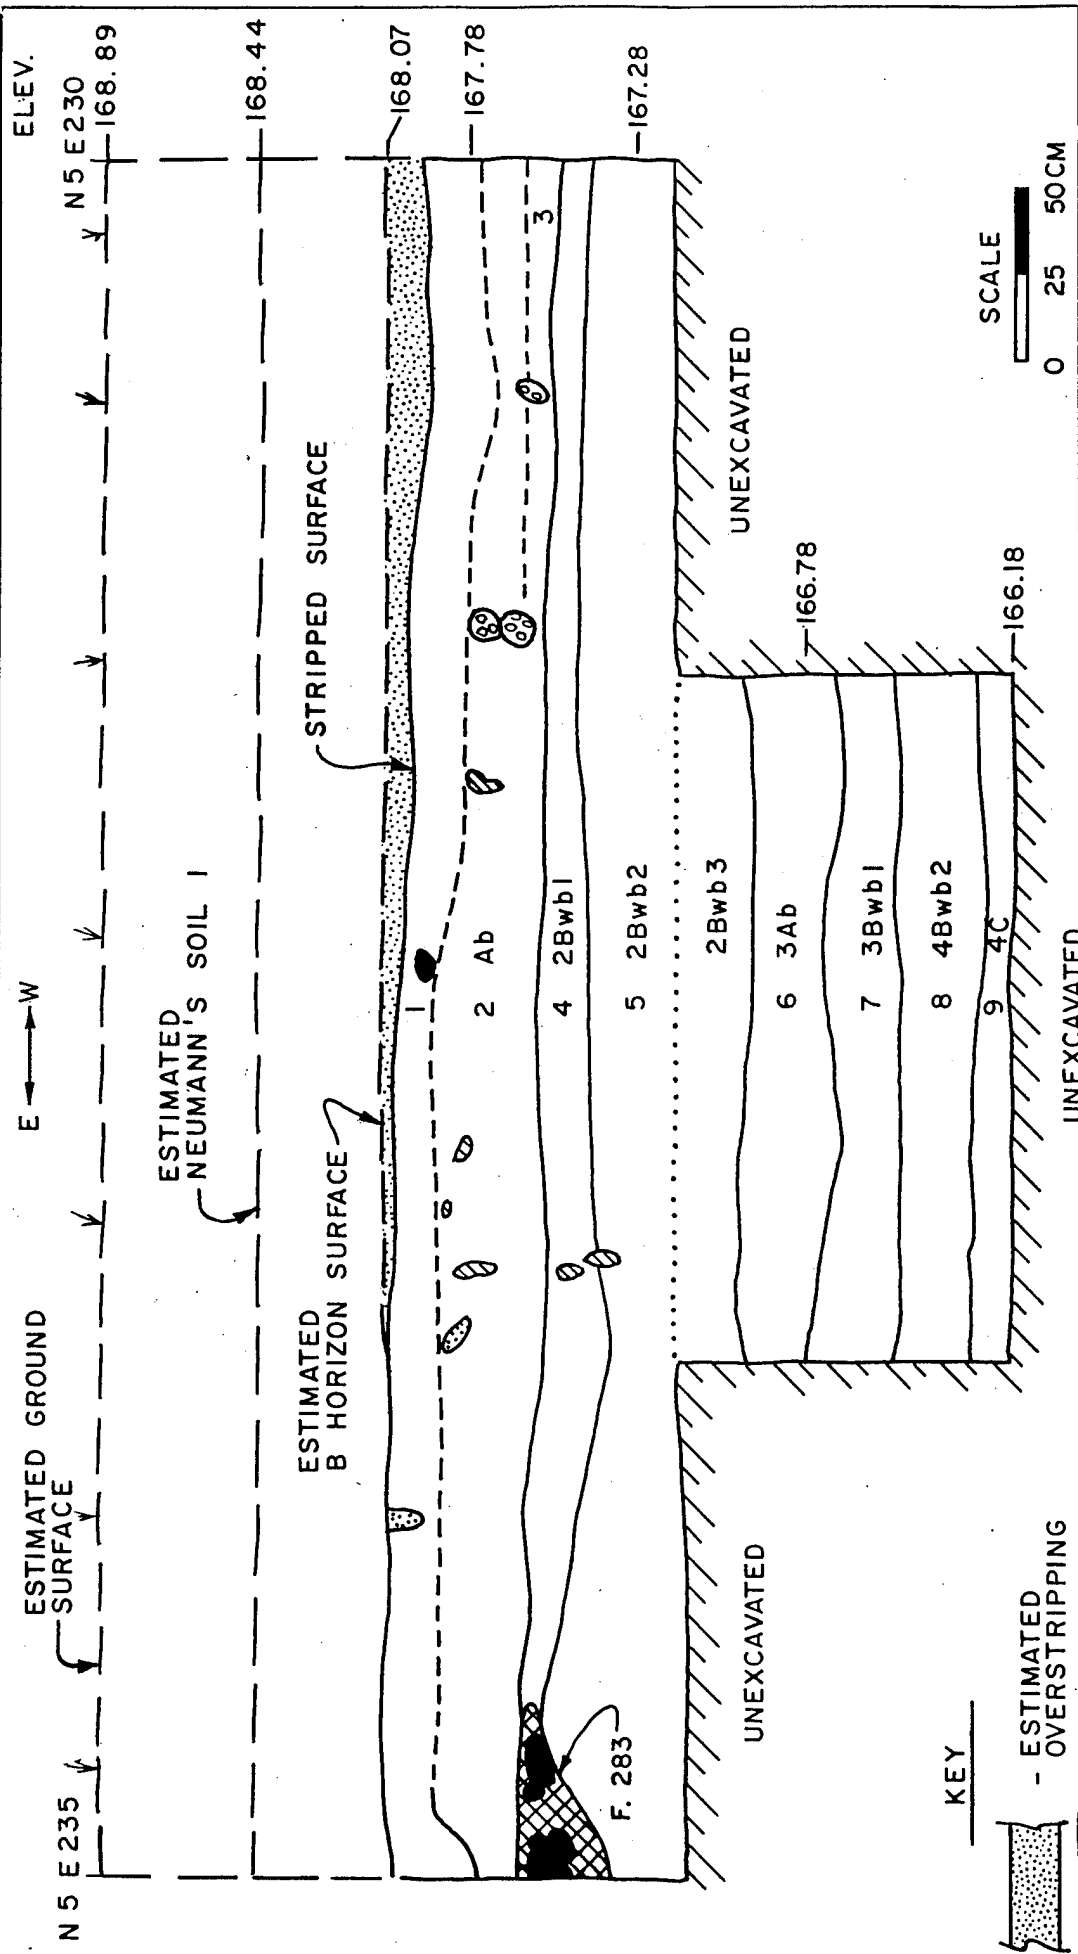 N 5 E 235
E W
N 5 E 230
ELEV.
168.89
ESTIMATED GROUND
SURFACE
168.44
ESTIMATED
NEUMANN'S SOIL 1
168.07
ESTIMATED
B HORIZON SURFACE
STRIPPED SURFACE
167.78
1
2 Ab
3
4 2Bwb1
5 2Bwb2
167.28
F. 283
2Bwb3
6 3Ab
166.78
7 3Bwb1
8 4Bwb2
9 4C
166.18
UNEXCAVATED
UNEXCAVATED
UNEXCAVATED
KEY
- ESTIMATED
OVERSTRIPPING
SCALE
0 25 50CM